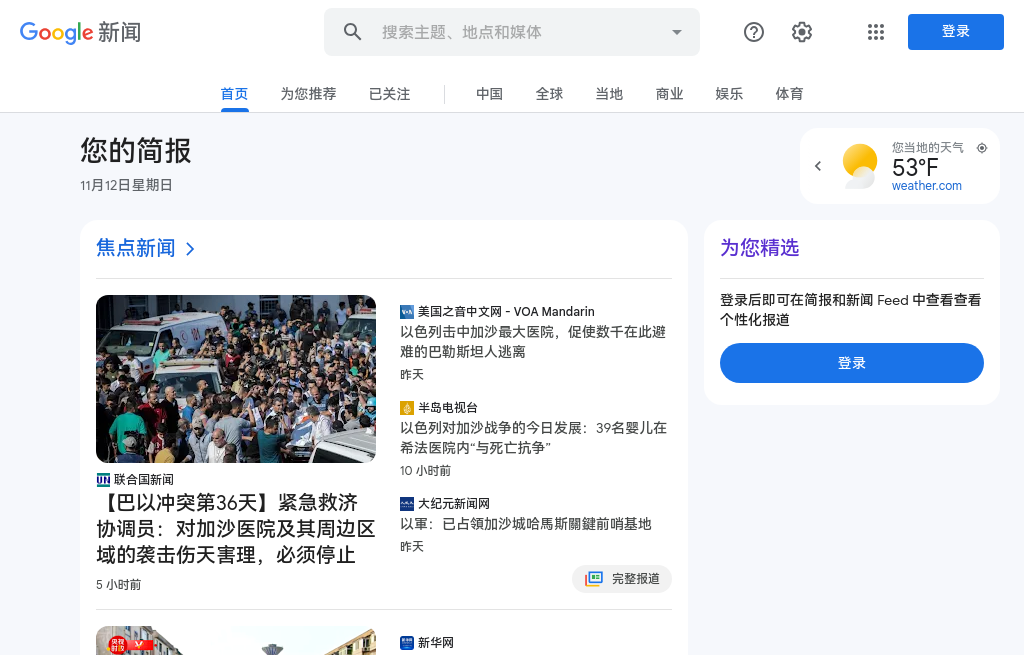 Google 新闻
搜索主题、地点和媒体
登录
首页
为您推荐
已关注
中国
全球
当地
商业
娱乐
体育
您的简报
11月12日星期日
您当地的天气
53°F
weather.com
焦点新闻
联合国新闻
【巴以冲突第36天】紧急救济
协调员：对加沙医院及其周边区
域的袭击伤天害理，必须停止
5 小时前
美国之音中文网 - VOA Mandarin
以色列击中加沙最大医院，促使数千在此避
难的巴勒斯坦人逃离
昨天
半岛电视台
以色列对加沙战争的今日发展：39名婴儿在
希法医院内“与死亡抗争”
10 小时前
大纪元新闻网
以軍：已占領加沙城哈馬斯關鍵前哨基地
昨天
完整报道
为您精选
登录后即可在简报和新闻 Feed 中查看查看
个性化报道
登录
央视
时政
新华网